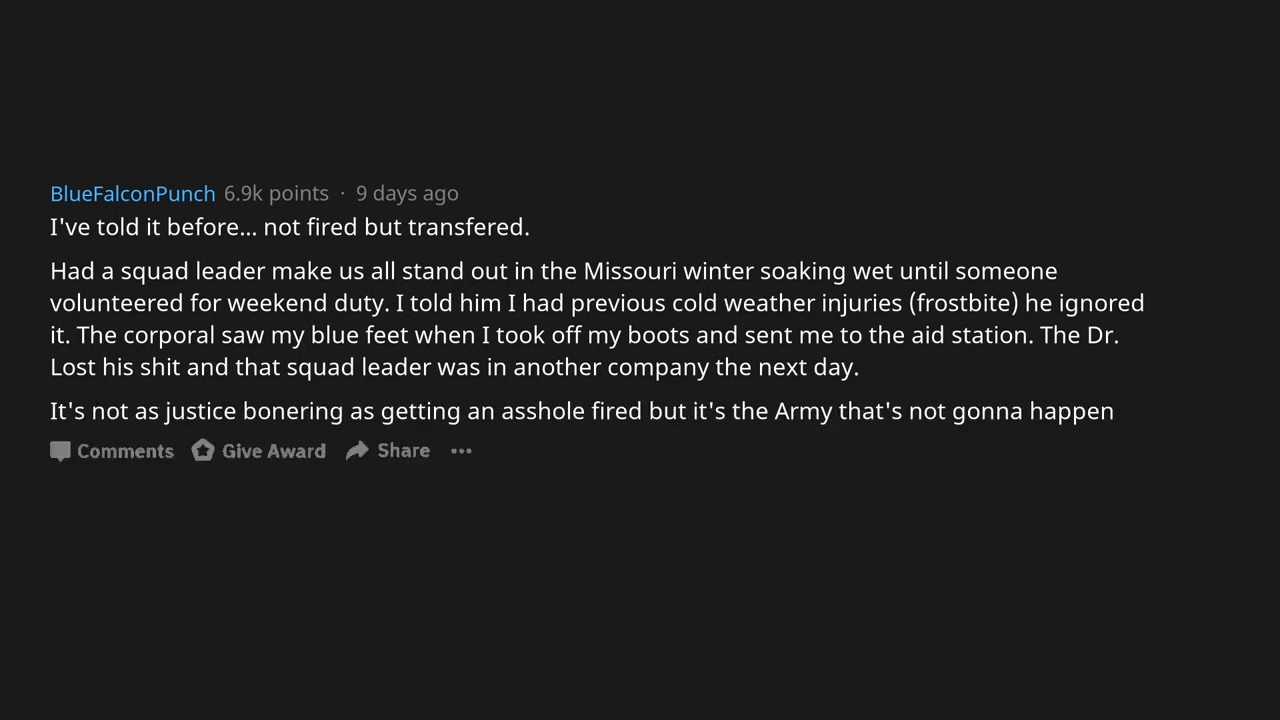 BlueFalconPunch 6.9k points · 9 days ago
I've told it before... not fired but transfered.
Had a squad leader make us all stand out in the Missouri winter soaking wet until someone
volunteered for weekend duty. I told him I had previous cold weather injuries (frostbite) he ignored
it. The corporal saw my blue feet when I took off my boots and sent me to the aid station. The Dr.
Lost his shit and that squad leader was in another company the next day.
It's not as justice bonering as getting an asshole fired but it's the Army that's not gonna happen
Comments Give Award Share ···